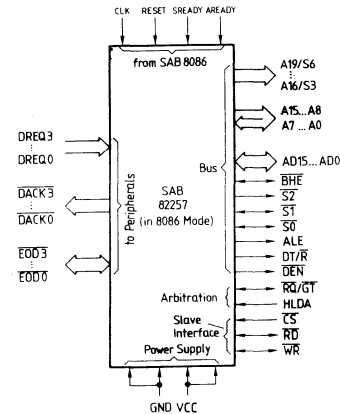 CLK RESET SREADY AREADY
from SAB 8086
A19/S6
A16/S3
A15...A8
A7 ... A0
DREQ3
DREQ0
Bus
AD15...AD0
to Peripherals
SAB
82257
(in 8086 Mode)
BHE
DACK3
S2
DACK0
S1
S0
ALE
EOD3
DT/R
EOD0
DEN
Arbitration
RQ/GT
HLDA
Slave
Interface
CS
RD
WR
Power Supply
GND VCC